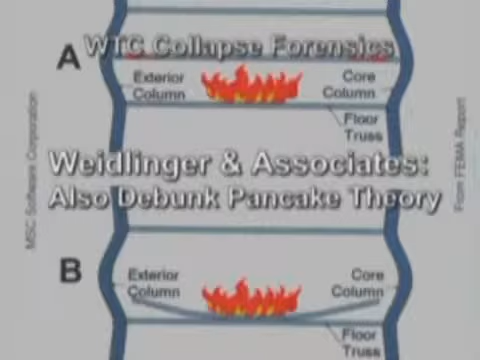 WTC Collapse Forensics
A
Exterior
Column
Core
Column
Floor
Truss
MSC Software Corporation
From FEMA Report
Weidlinger & Associates:
Also Debunk Pancake Theory
B
Exterior
Column
Core
Column
Floor
Truss